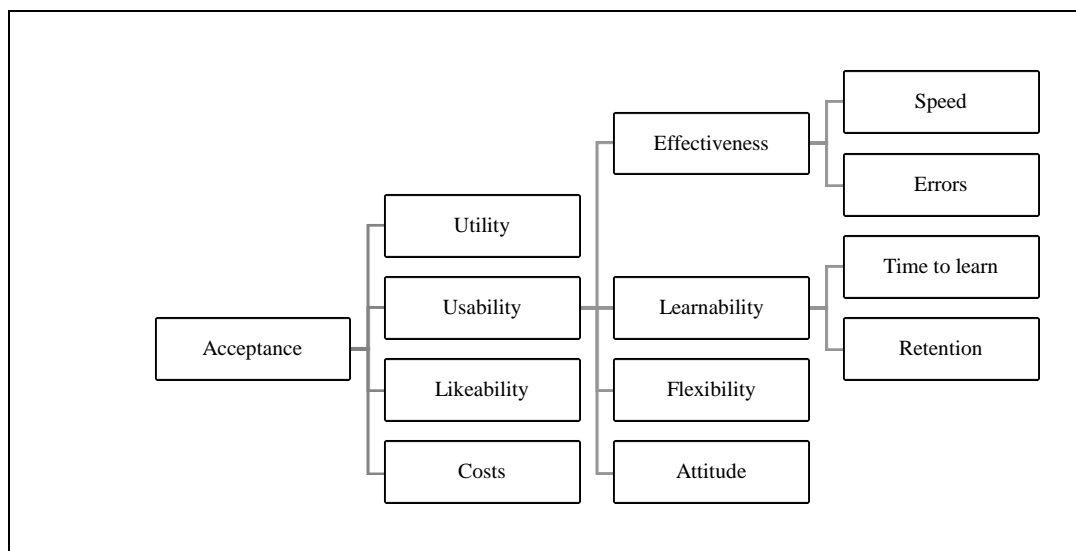 Speed
Effectiveness
Errors
Utility
Time to learn
Usability
Learnability
Acceptance
Retention
Likeability
Flexibility
Costs
Attitude